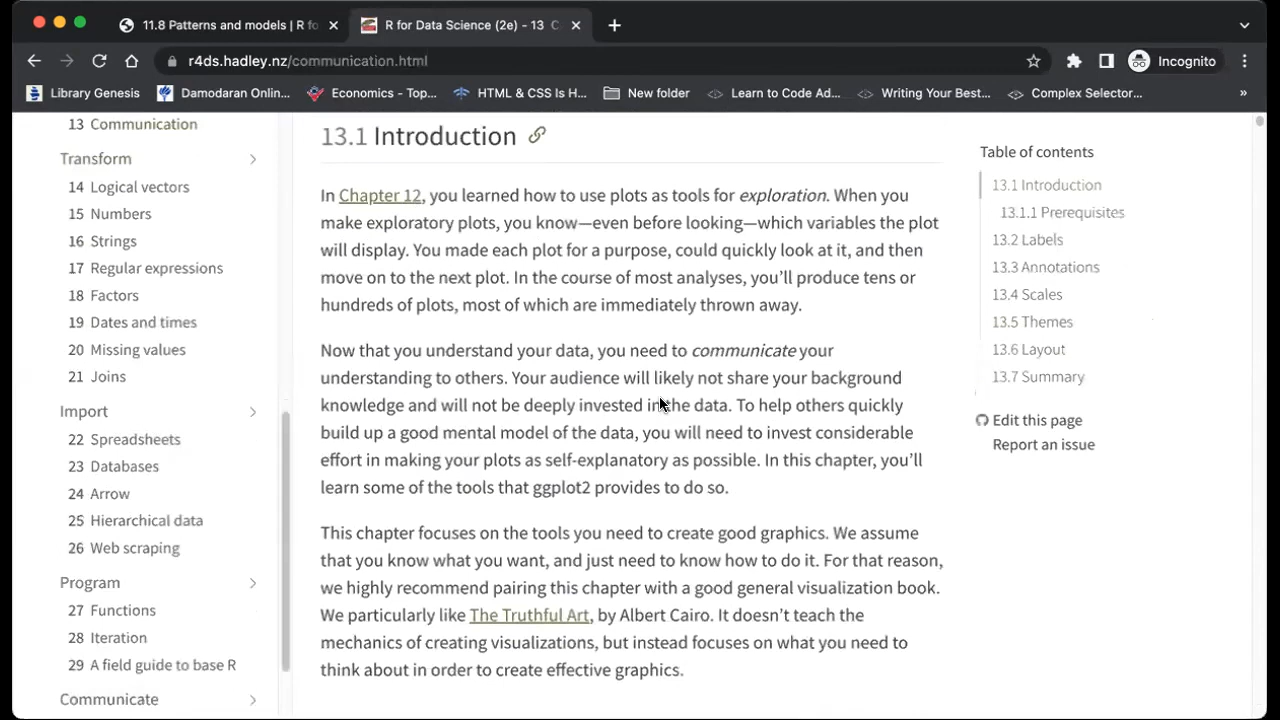 11.8 Patterns and models | R fo
R for Data Science (2e) - 13 C
r4ds.hadley.nz/communication.html
Incognito
Library Genesis
Damodaran Onlin...
Economics - Top...
HTML & CSS Is H...
New folder
Learn to Code Ad...
Writing Your Best...
Complex Selector...
»
13 Communication
Transform
14 Logical vectors
15 Numbers
16 Strings
17 Regular expressions
18 Factors
19 Dates and times
20 Missing values
21 Joins
Import
22 Spreadsheets
23 Databases
24 Arrow
25 Hierarchical data
26 Web scraping
Program
27 Functions
28 Iteration
29 A field guide to base R
Communicate
13.1 Introduction
In Chapter 12, you learned how to use plots as tools for exploration. When you
make exploratory plots, you know—even before looking—which variables the plot
will display. You made each plot for a purpose, could quickly look at it, and then
move on to the next plot. In the course of most analyses, you’ll produce tens or
hundreds of plots, most of which are immediately thrown away.
Now that you understand your data, you need to communicate your
understanding to others. Your audience will likely not share your background
knowledge and will not be deeply invested in the data. To help others quickly
build up a good mental model of the data, you will need to invest considerable
effort in making your plots as self-explanatory as possible. In this chapter, you’ll
learn some of the tools that ggplot2 provides to do so.
This chapter focuses on the tools you need to create good graphics. We assume
that you know what you want, and just need to know how to do it. For that reason,
we highly recommend pairing this chapter with a good general visualization book.
We particularly like The Truthful Art, by Albert Cairo. It doesn’t teach the
mechanics of creating visualizations, but instead focuses on what you need to
think about in order to create effective graphics.
Table of contents
13.1 Introduction
13.1.1 Prerequisites
13.2 Labels
13.3 Annotations
13.4 Scales
13.5 Themes
13.6 Layout
13.7 Summary
Edit this page
Report an issue